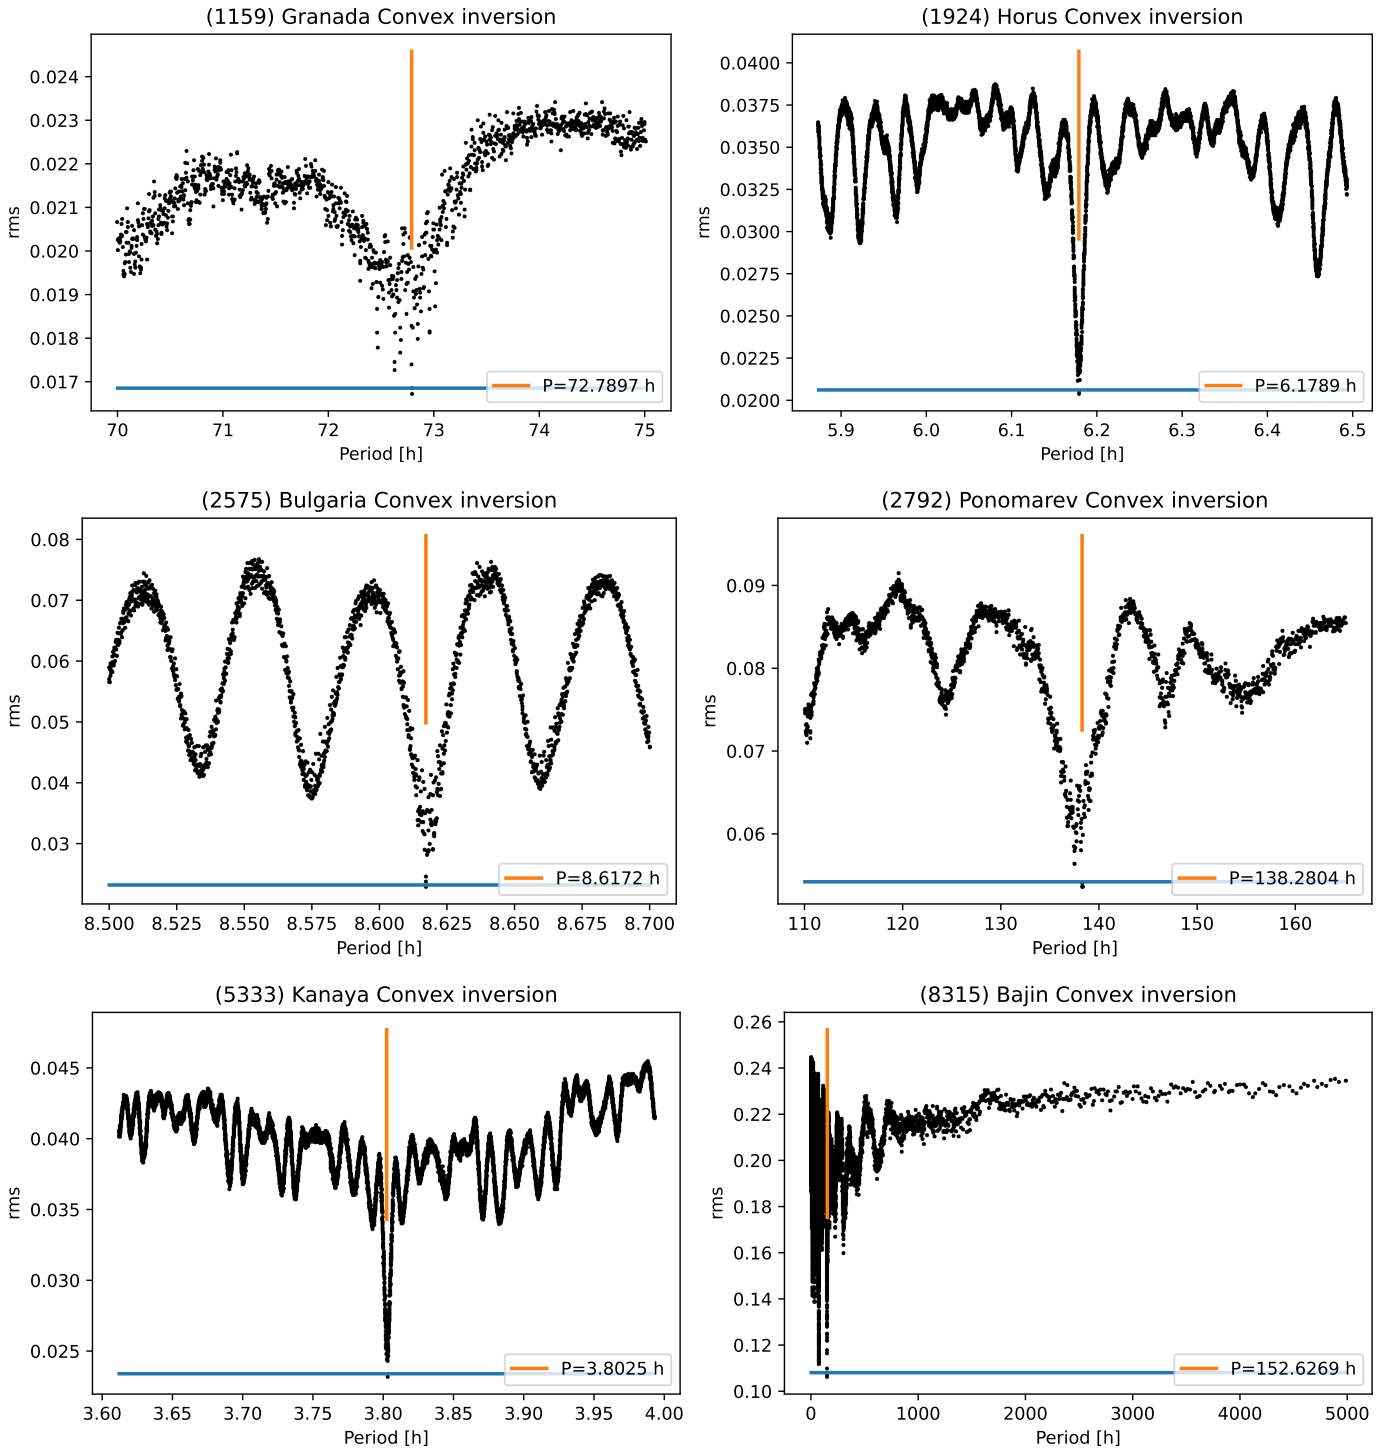 (1159) Granada Convex inversion
0.024
0.023
0.022
0.021
0.020
0.019
0.018
0.017
rms
70 71 72 73 74 75
Period [h]
P=72.7897 h
(1924) Horus Convex inversion
0.0400
0.0375
0.0350
0.0325
0.0300
0.0275
0.0250
0.0225
0.0200
rms
5.9 6.0 6.1 6.2 6.3 6.4 6.5
Period [h]
P=6.1789 h
(2575) Bulgaria Convex inversion
0.08
0.07
0.06
0.05
0.04
0.03
rms
8.500 8.525 8.550 8.575 8.600 8.625 8.650 8.675 8.700
Period [h]
P=8.6172 h
(2792) Ponomarev Convex inversion
0.09
0.08
0.07
0.06
rms
110 120 130 140 150 160
Period [h]
P=138.2804 h
(5333) Kanaya Convex inversion
0.045
0.040
0.035
0.030
0.025
rms
3.60 3.65 3.70 3.75 3.80 3.85 3.90 3.95 4.00
Period [h]
P=3.8025 h
(8315) Bajin Convex inversion
0.26
0.24
0.22
0.20
0.18
0.16
0.14
0.12
0.10
rms
0 1000 2000 3000 4000 5000
Period [h]
P=152.6269 h